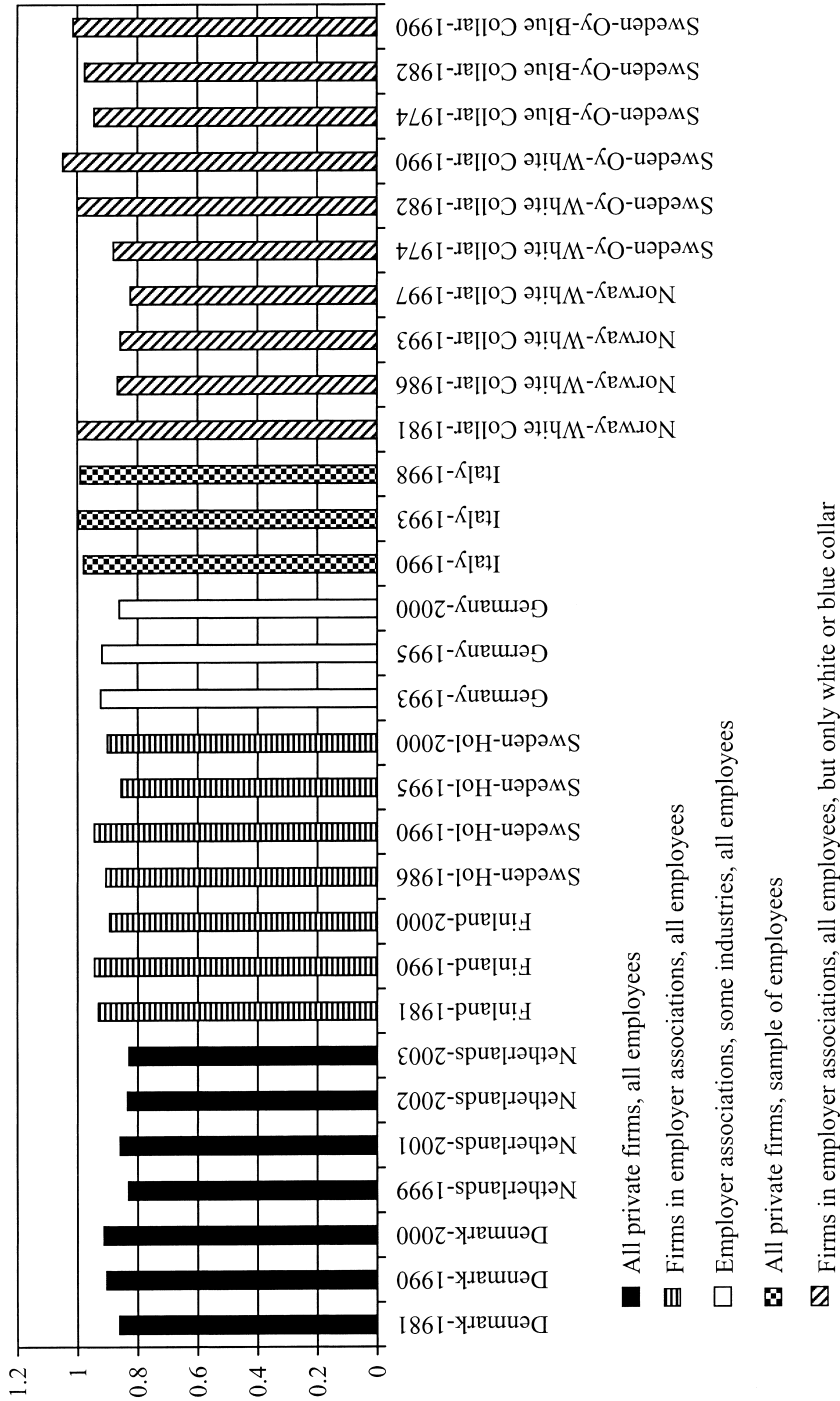 1.2
1
0.8
0.6
0.4
0.2
0
Denmark-1981
Denmark-1990
Denmark-2000
Netherlands-1999
Netherlands-2001
Netherlands-2002
Netherlands-2003
Finland-1981
Finland-1990
Finland-2000
Sweden-Hol-1986
Sweden-Hol-1990
Sweden-Hol-1995
Sweden-Hol-2000
Germany-1993
Germany-1995
Germany-2000
Italy-1990
Italy-1993
Italy-1998
Norway-White Collar-1981
Norway-White Collar-1986
Norway-White Collar-1993
Norway-White Collar-1997
Sweden-Oy-White Collar-1974
Sweden-Oy-White Collar-1982
Sweden-Oy-White Collar-1990
Sweden-Oy-Blue Collar-1974
Sweden-Oy-Blue Collar-1982
Sweden-Oy-Blue Collar-1990
All private firms, all employees
Firms in employer associations, all employees
Employer associations, some industries, all employees
All private firms, sample of employees
Firms in employer associations, all employees, but only white or blue collar